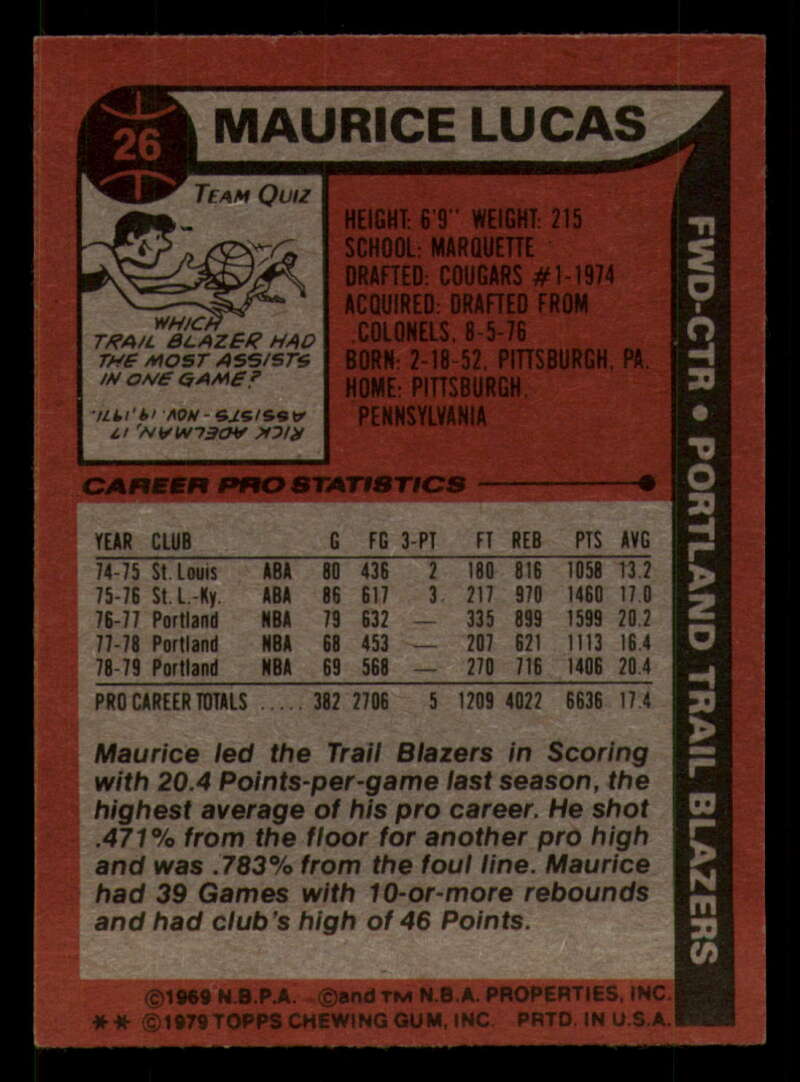 26
MAURICE LUCAS
TEAM QUIZ
WHICH
TRAIL BLAZER HAD
THE MOST ASSISTS
IN ONE GAME?
RICK ADELMAN, 17
ASSISTS - NOV. 19, 1971.
HEIGHT: 6'9" WEIGHT: 215
SCHOOL: MARQUETTE
DRAFTED: COUGARS #1-1974
ACQUIRED: DRAFTED FROM
COLONELS, 8-5-76
BORN: 2-18-52, PITTSBURGH, PA.
HOME: PITTSBURGH,
PENNSYLVANIA
FWD-CTR • PORTLAND TRAIL BLAZERS
CAREER PRO STATISTICS
YEAR CLUB G FG 3-PT FT REB PTS AVG
74-75 St. Louis ABA 80 436 2 180 816 1058 13.2
75-76 St. L.-Ky. ABA 86 617 3. 217 970 1460 17.0
76-77 Portland NBA 79 632 — 335 899 1599 20.2
77-78 Portland NBA 68 453 — 207 621 1113 16.4
78-79 Portland NBA 69 568 — 270 716 1406 20.4
PRO CAREER TOTALS ..... 382 2706 5 1209 4022 6636 17.4
Maurice led the Trail Blazers in Scoring
with 20.4 Points-per-game last season, the
highest average of his pro career. He shot
.471% from the floor for another pro high
and was .783% from the foul line. Maurice
had 39 Games with 10-or-more rebounds
and had club's high of 46 Points.
©1969 N.B.P.A. ©and TM N.B.A. PROPERTIES, INC.
** ©1979 TOPPS CHEWING GUM, INC. PRTD. IN U.S.A.